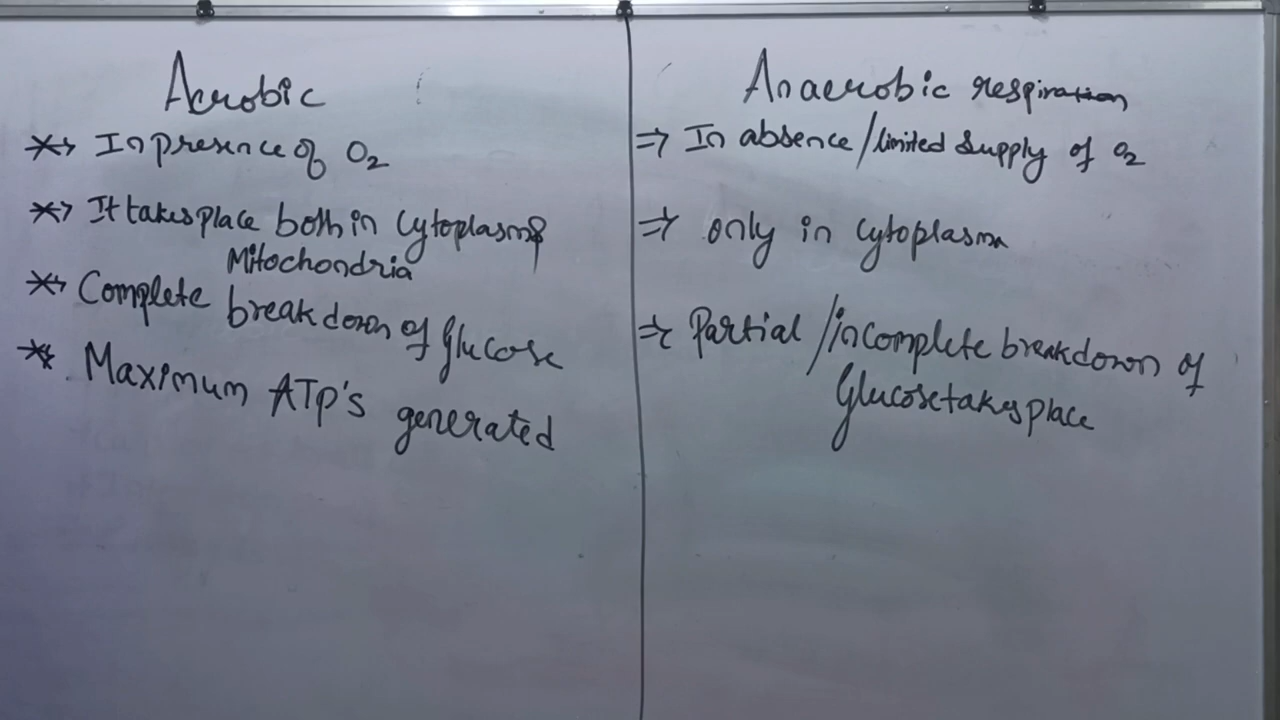 Aerobic
⁎→ In presence of O₂
⁎→ It takes place both in Cytoplasm &
Mitochondria
⁎→ Complete breakdown of Glucose
⁎→ Maximum ATP's generated
Anaerobic respiration
⇒ In absence/limited supply of O₂
⇒ only in Cytoplasm
⇒ Partial/incomplete breakdown of
Glucose takes place